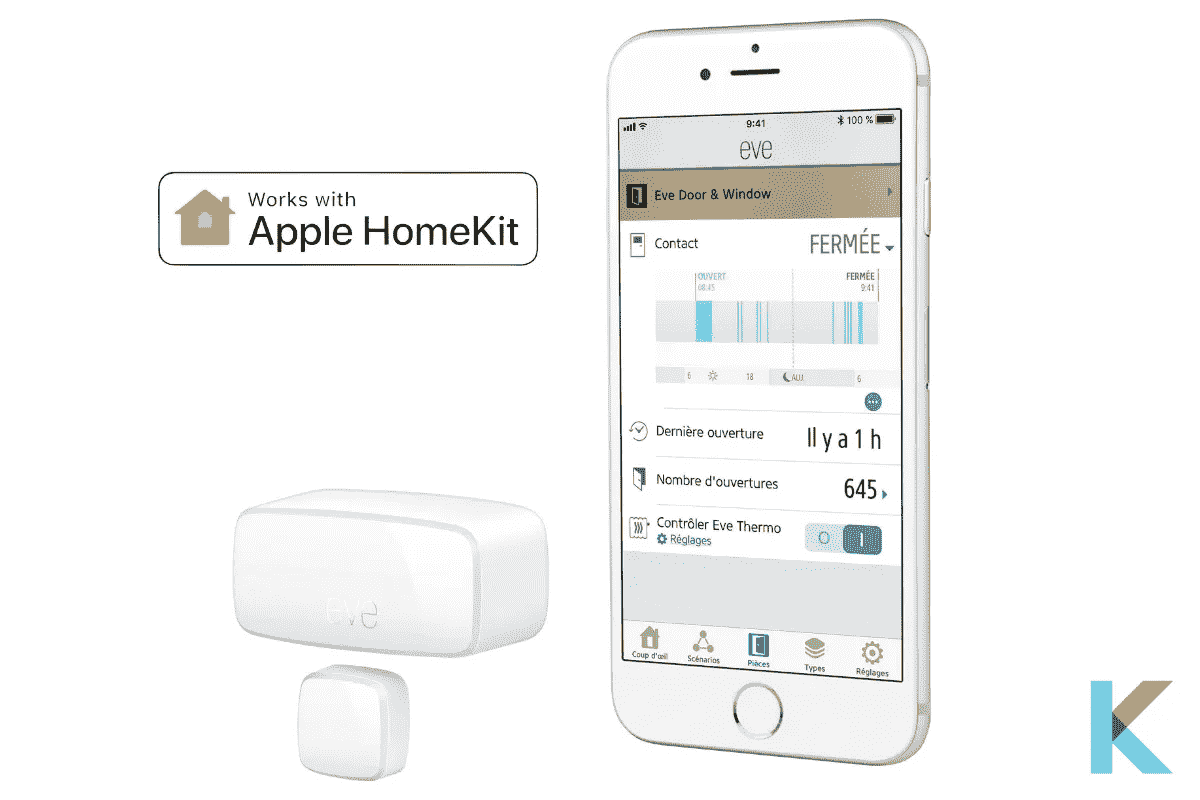 Works with
Apple HomeKit
9:41
100 %
eve
Eve Door & Window
Contact
FERMÉE
OUVERT
FERMÉE
08:45
9:41
6
18
AUJ.
6
Dernière ouverture
Il y a 1 h
Nombre d'ouvertures
645
Contrôler Eve Thermo
Réglages
Coup d'œil
Scénarios
Pièces
Types
Réglages
eve
K